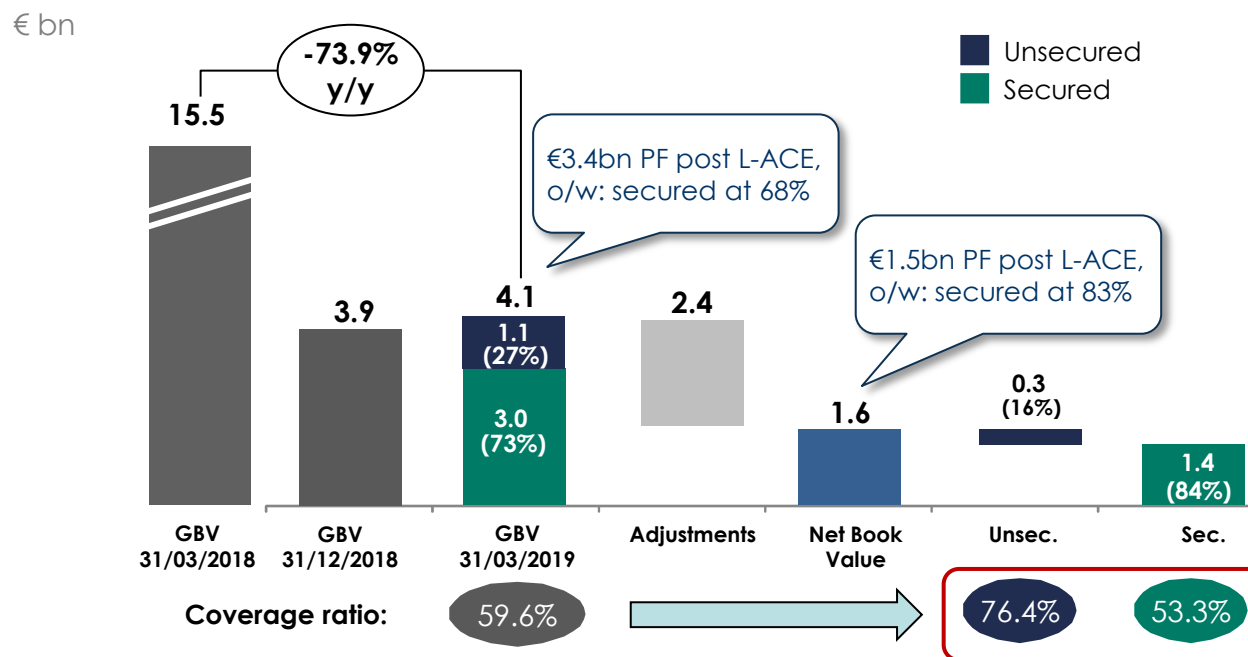 € bn
-73.9%
y/y
Unsecured
Secured
15.5
€3.4bn PF post L-ACE,
o/w: secured at 68%
€1.5bn PF post L-ACE,
o/w: secured at 83%
3.9
4.1
1.1
(27%)
3.0
(73%)
2.4
1.6
0.3
(16%)
1.4
(84%)
GBV
31/03/2018
GBV
31/12/2018
GBV
31/03/2019
Adjustments
Net Book
Value
Unsec.
Sec.
Coverage ratio:
59.6%
76.4%
53.3%